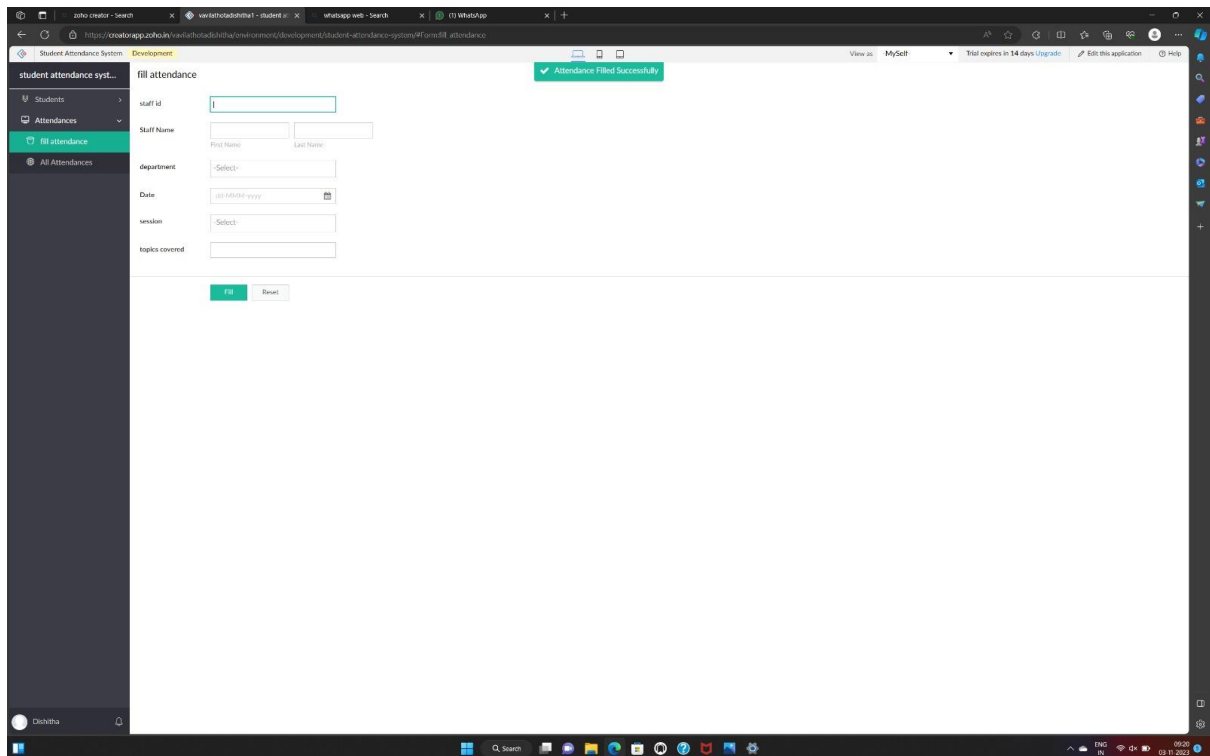 zoho creator - Search
vavilathotadishitha1 - student at
whatsapp web - Search
(1) WhatsApp
https://creatorapp.zoho.in/vavilathotadishitha/environment/development/student-attendance-system/#Form:fill_attendance
Student Attendance System Development
View as MySelf Trial expires in 14 days Upgrade Edit this application Help
student attendance syst...
fill attendance
Attendance Filled Successfully
Students
Attendances
fill attendance
All Attendances
staff id
Staff Name
First Name Last Name
department -Select-
Date dd-MMM-yyyy
session -Select-
topics covered
Fill Reset
Dishitha
Search
ENG
IN
09:20
03-11-2023